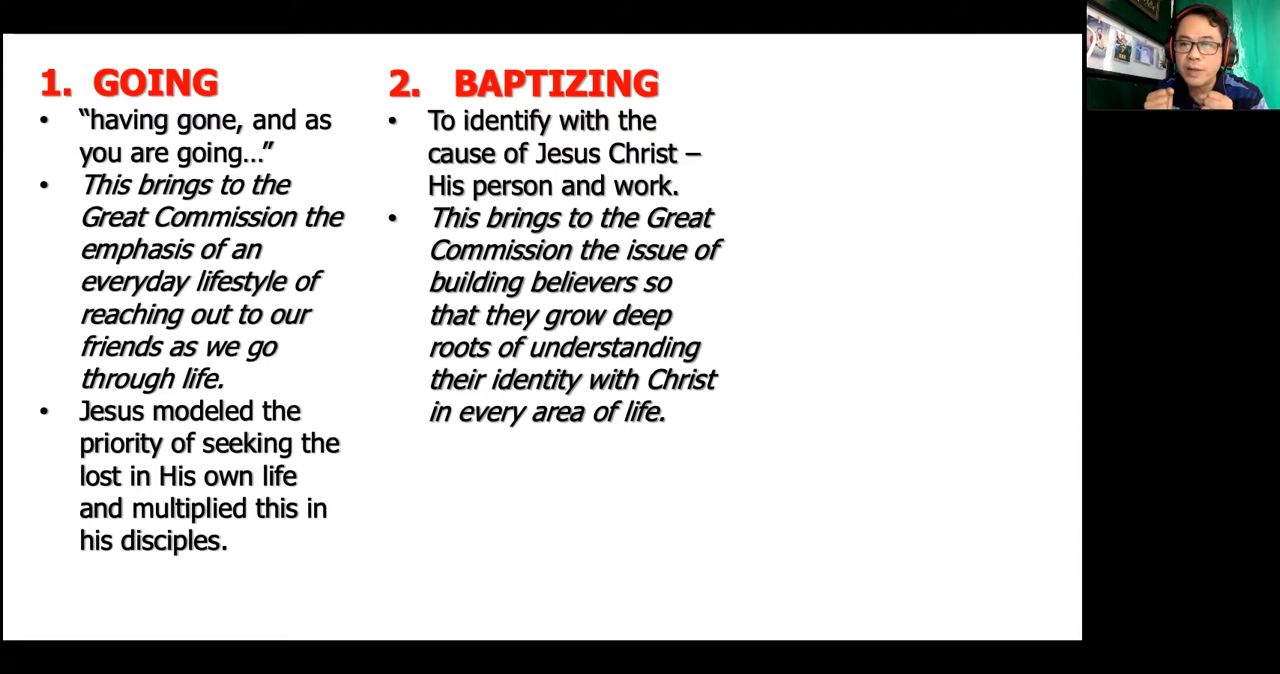 1. GOING
• “having gone, and as
you are going…”
• This brings to the
Great Commission the
emphasis of an
everyday lifestyle of
reaching out to our
friends as we go
through life.
• Jesus modeled the
priority of seeking the
lost in His own life
and multiplied this in
his disciples.
2. BAPTIZING
• To identify with the
cause of Jesus Christ –
His person and work.
• This brings to the Great
Commission the issue of
building believers so
that they grow deep
roots of understanding
their identity with Christ
in every area of life.